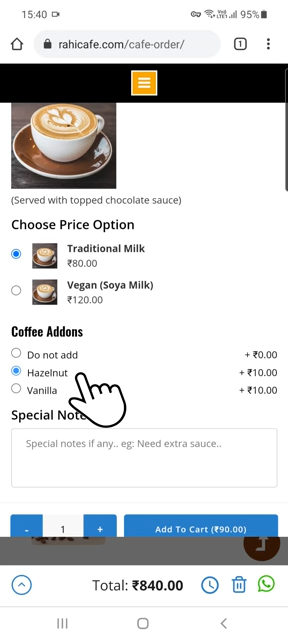 15:40
95%
rahicafe.com/cafe-order/
1
(Served with topped chocolate sauce)
Choose Price Option
Traditional Milk
₹80.00
Vegan (Soya Milk)
₹120.00
Coffee Addons
Do not add + ₹0.00
Hazelnut + ₹10.00
Vanilla + ₹10.00
Special Note
Special notes if any.. eg: Need extra sauce..
- 1 + Add To Cart (₹90.00)
Total: ₹840.00